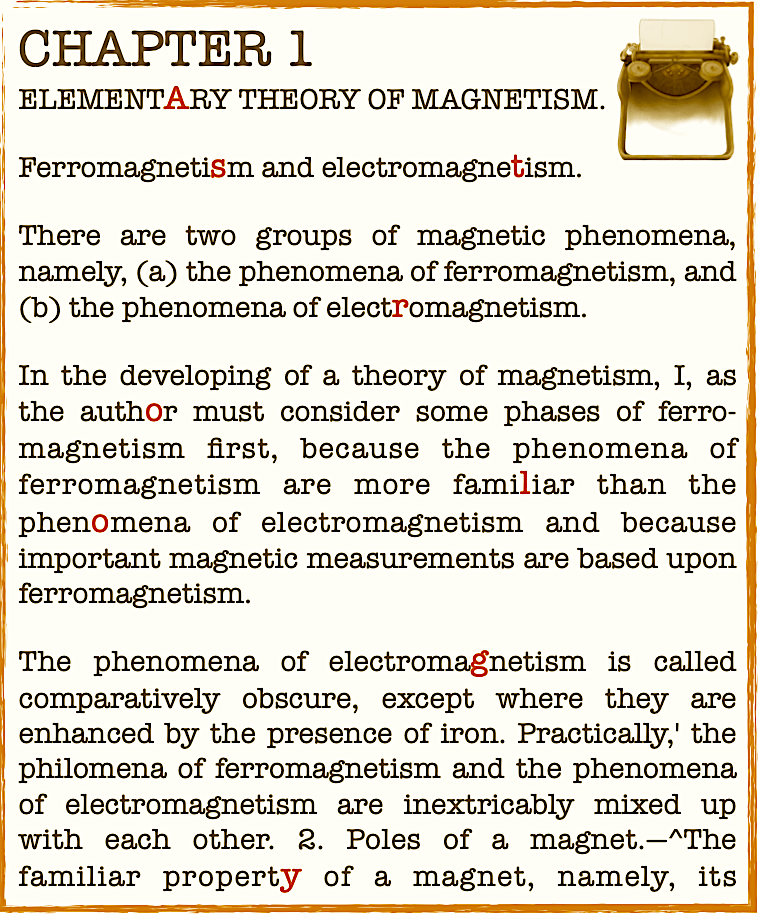 CHAPTER 1
ELEMENTARY THEORY OF MAGNETISM.
Ferromagnetism and electromagnetism.
There are two groups of magnetic phenomena,
namely, (a) the phenomena of ferromagnetism, and
(b) the phenomena of electromagnetism.
In the developing of a theory of magnetism, I, as
the author must consider some phases of ferro-
magnetism first, because the phenomena of
ferromagnetism are more familiar than the
phenomena of electromagnetism and because
important magnetic measurements are based upon
ferromagnetism.
The phenomena of electromagnetism is called
comparatively obscure, except where they are
enhanced by the presence of iron. Practically,' the
philomena of ferromagnetism and the phenomena
of electromagnetism are inextricably mixed up
with each other. 2. Poles of a magnet.—^The
familiar property of a magnet, namely, its